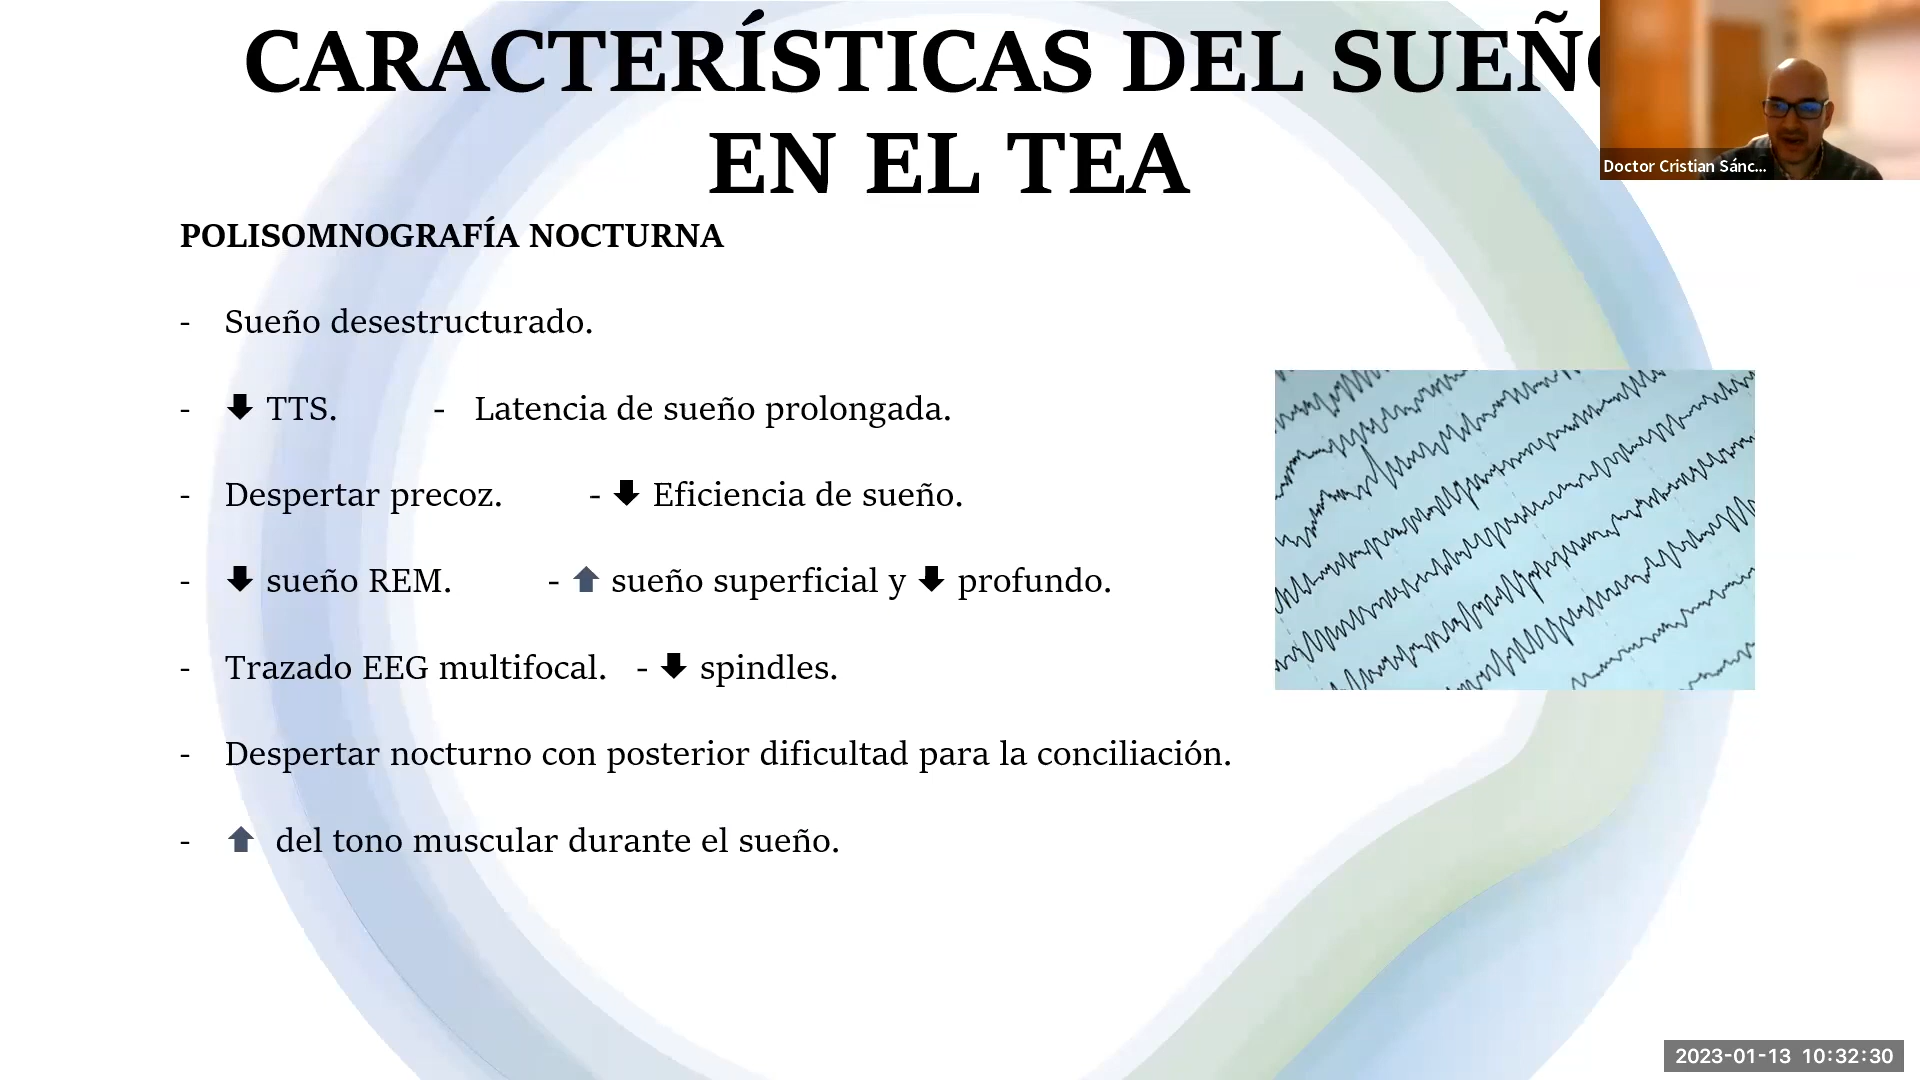 CARACTERÍSTICAS DEL SUEÑO
EN EL TEA
Doctor Cristian Sánc...
POLISOMNOGRAFÍA NOCTURNA
- Sueño desestructurado.
- ⬇ TTS. - Latencia de sueño prolongada.
- Despertar precoz. - ⬇ Eficiencia de sueño.
- ⬇ sueño REM. - ⬆ sueño superficial y ⬇ profundo.
- Trazado EEG multifocal. - ⬇ spindles.
- Despertar nocturno con posterior dificultad para la conciliación.
- ⬆ del tono muscular durante el sueño.
2023-01-13 10:32:30